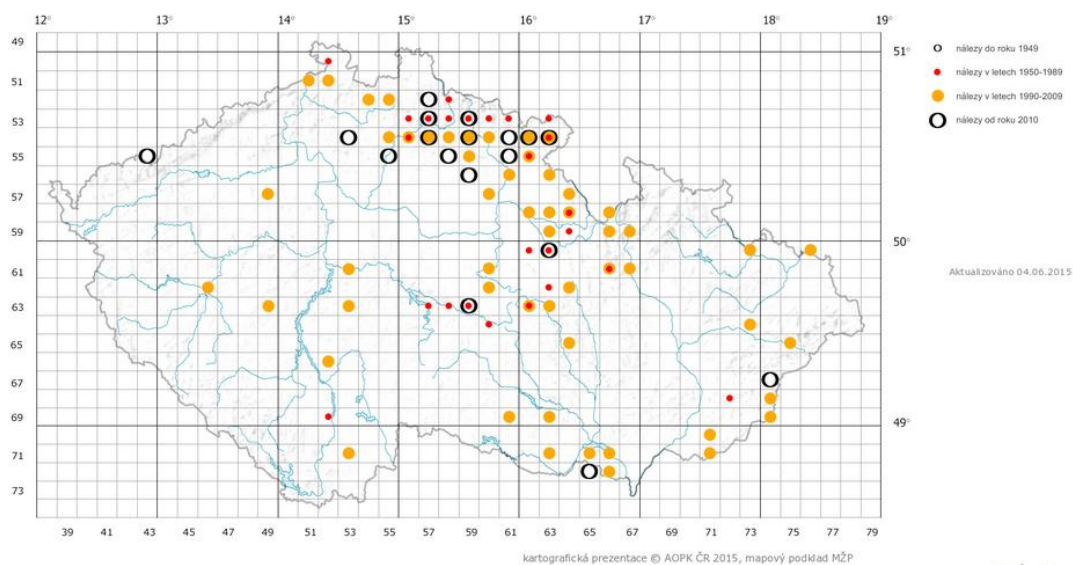 12° 13° 14° 15° 16° 17° 18° 19°
49
51° nálezy do roku 1949
51 nálezy v letech 1950-1989
nálezy v letech 1990-2009
53 nálezy od roku 2010
55
57
59
50°
61 Aktualizováno 04.06.2015
63
65
67
69 49°
71
73
39 41 43 45 47 49 51 53 55 57 59 61 63 65 67 69 71 73 75 77 79
kartografická prezentace © AOPK ČR 2015, mapový podklad MŽP